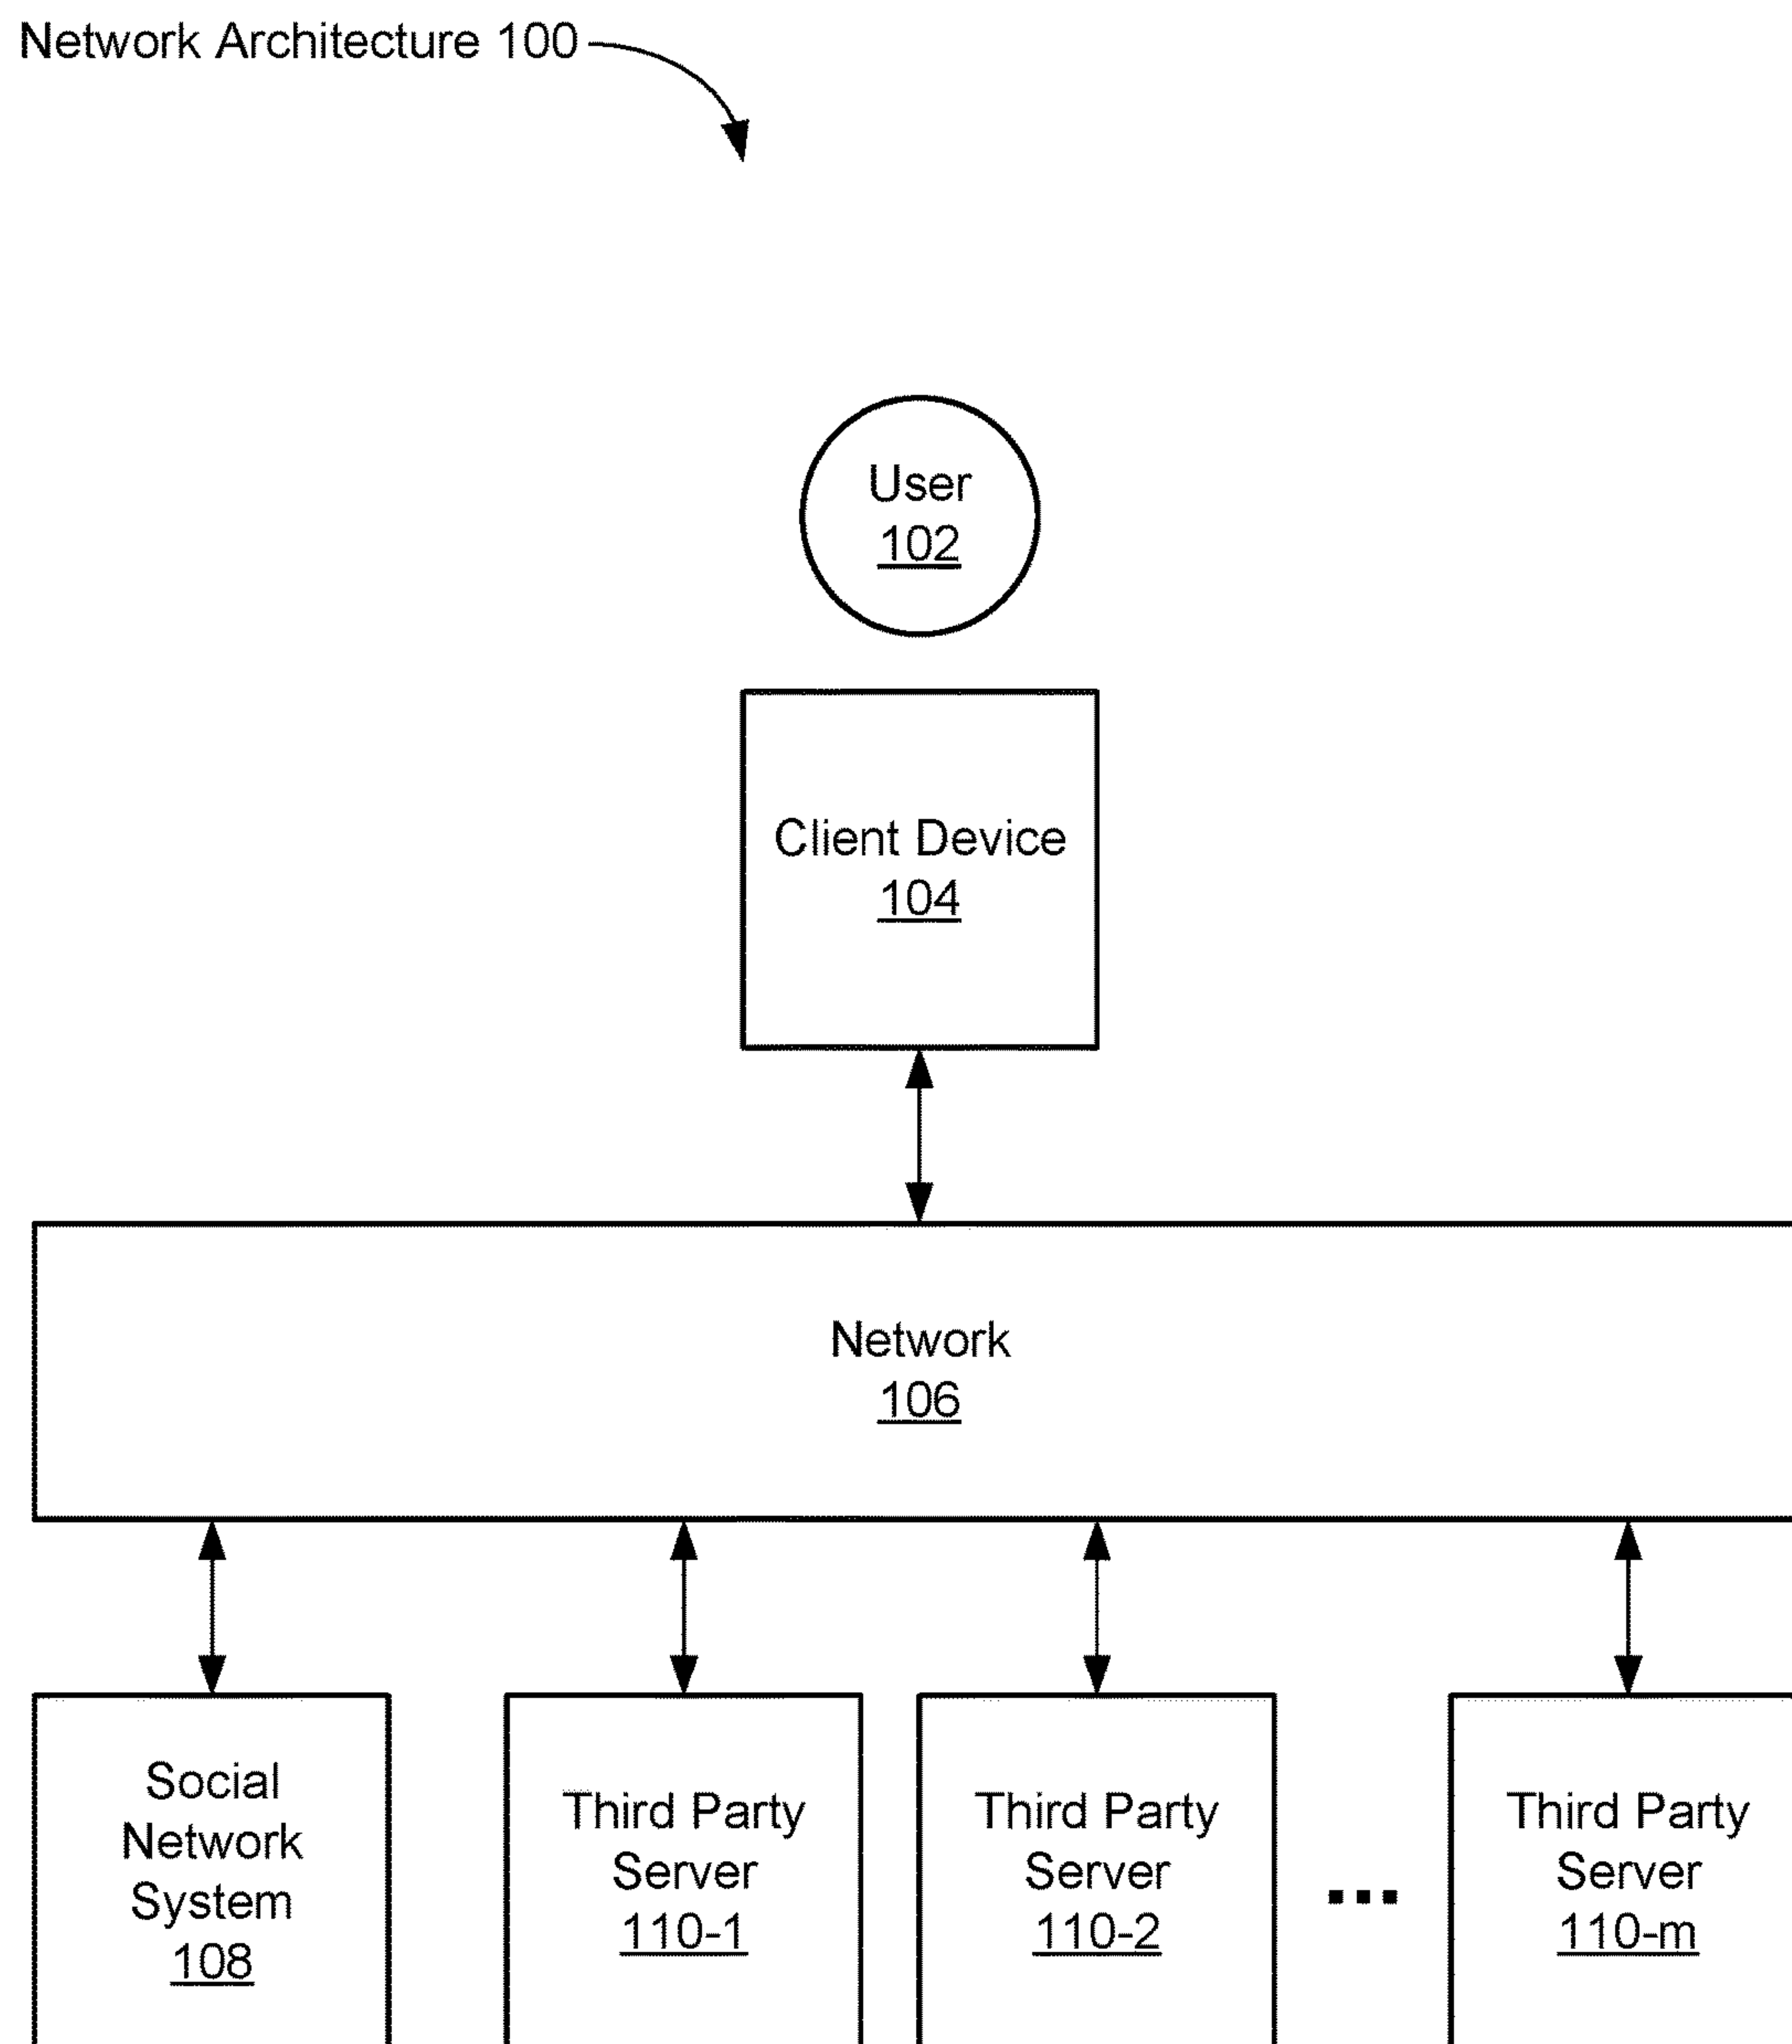 Network Architecture 100
User
102
Client Device
104
Network
106
Social
Network
System
108
Third Party
Server
110-1
Third Party
Server
110-2
...
Third Party
Server
110-m